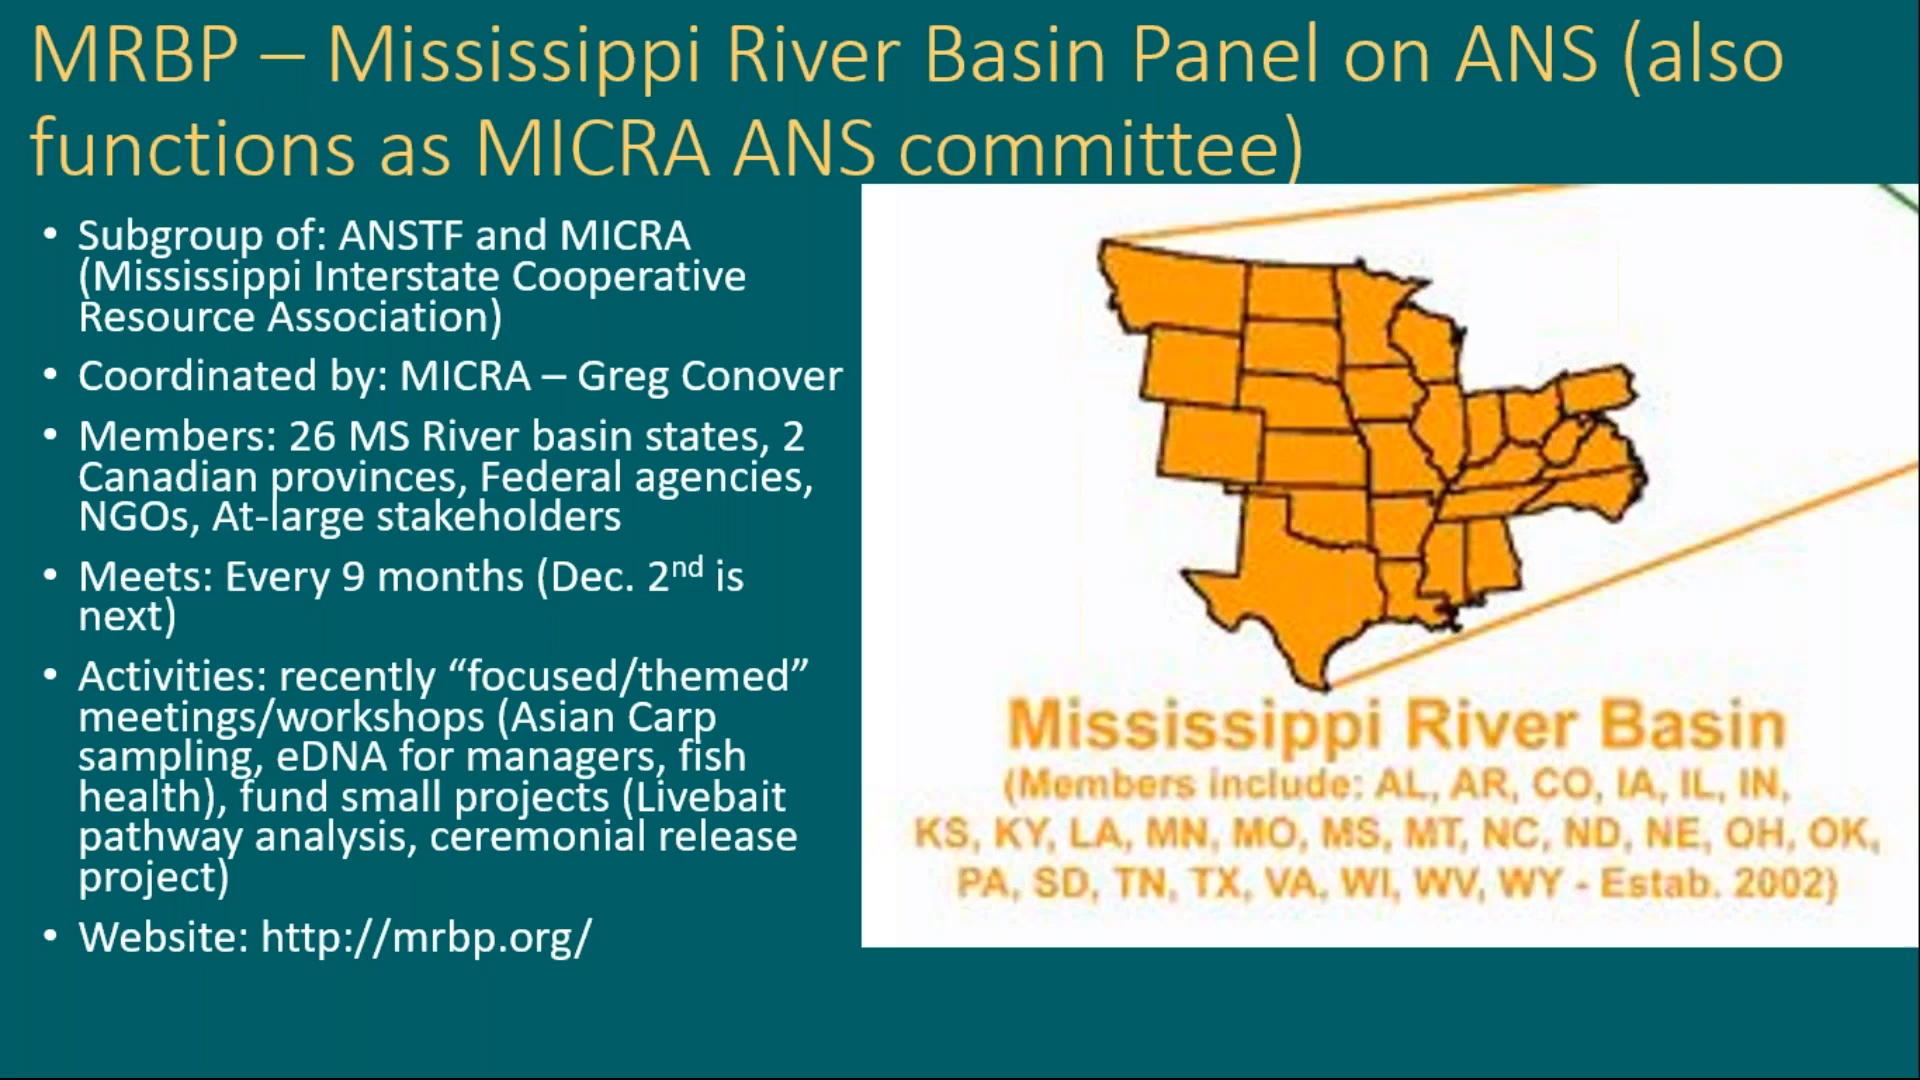 MRBP – Mississippi River Basin Panel on ANS (also
functions as MICRA ANS committee)
• Subgroup of: ANSTF and MICRA
(Mississippi Interstate Cooperative
Resource Association)
• Coordinated by: MICRA – Greg Conover
• Members: 26 MS River basin states, 2
Canadian provinces, Federal agencies,
NGOs, At-large stakeholders
• Meets: Every 9 months (Dec. 2nd is
next)
• Activities: recently “focused/themed”
meetings/workshops (Asian Carp
sampling, eDNA for managers, fish
health), fund small projects (Livebait
pathway analysis, ceremonial release
project)
• Website: http://mrbp.org/
Mississippi River Basin
(Members include: AL, AR, CO, IA, IL, IN,
KS, KY, LA, MN, MO, MS, MT, NC, ND, NE, OH, OK,
PA, SD, TN, TX, VA, WI, WV, WY - Estab. 2002)